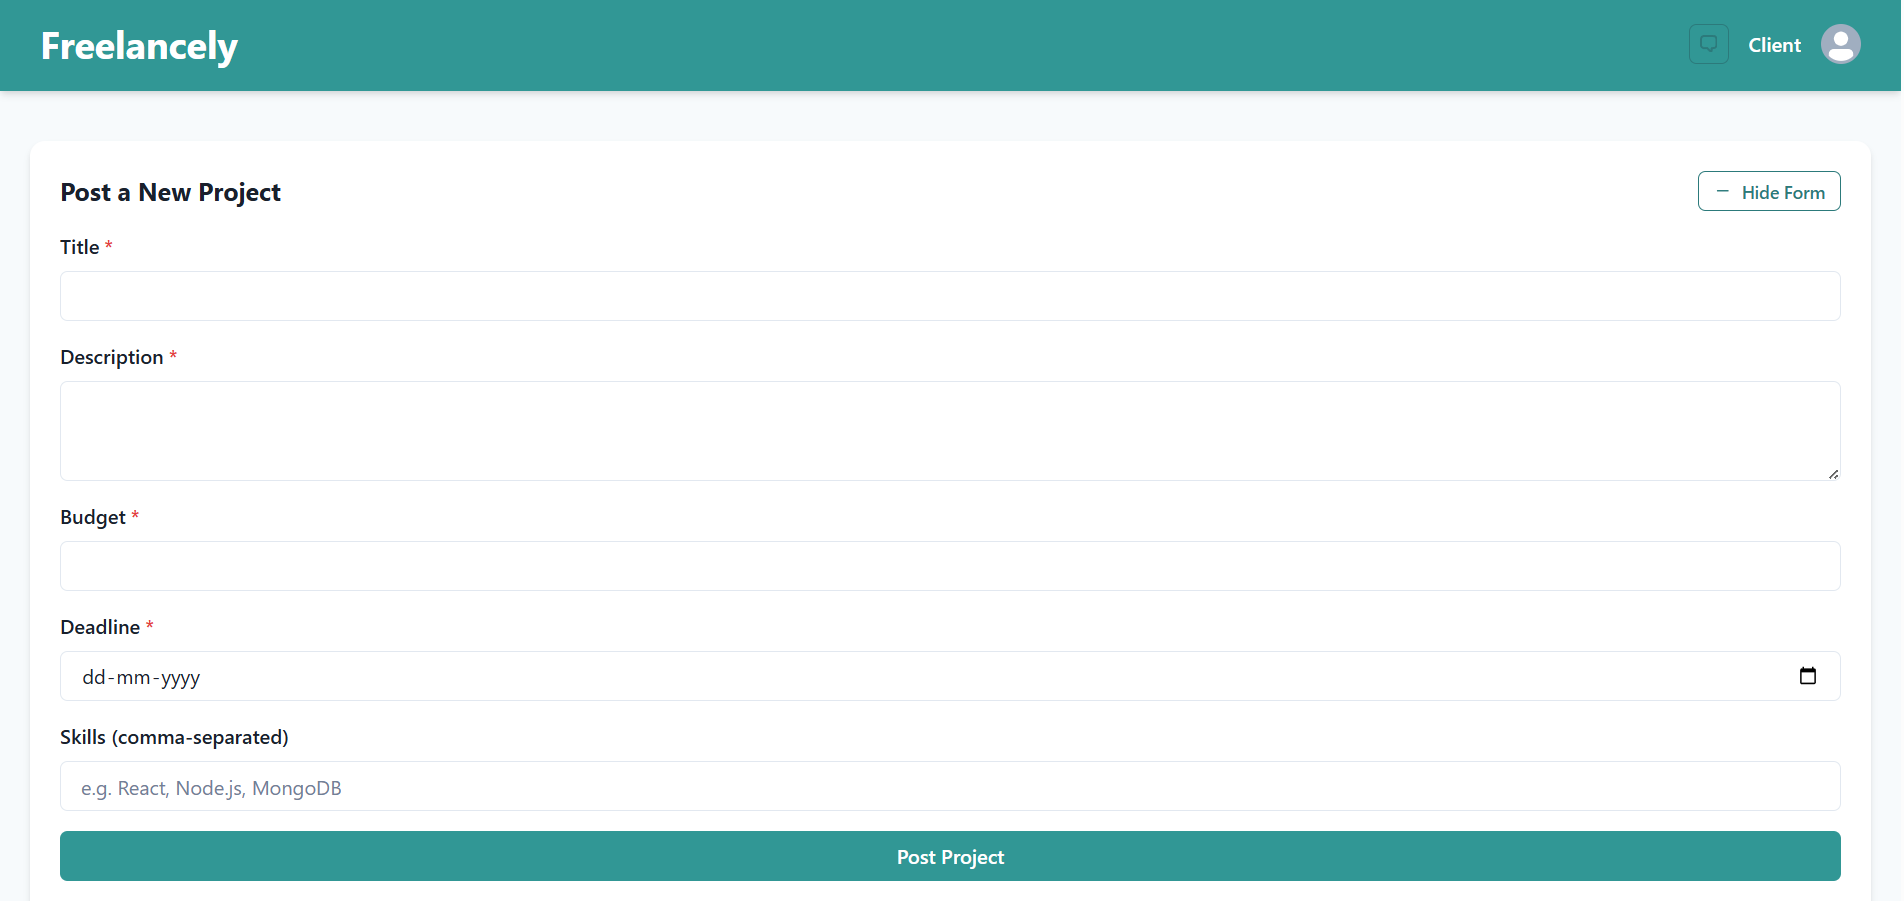 Freelancely
Client
Post a New Project
− Hide Form
Title *
Description *
Budget *
Deadline *
dd-mm-yyyy
Skills (comma-separated)
e.g. React, Node.js, MongoDB
Post Project